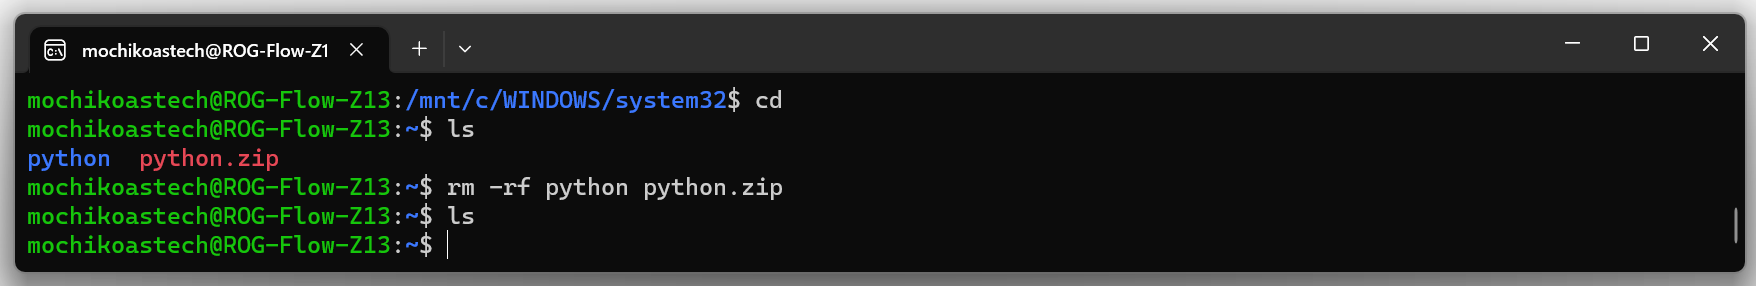 mochikoastech@ROG-Flow-Z1
mochikoastech@ROG-Flow-Z13:/mnt/c/WINDOWS/system32$ cd
mochikoastech@ROG-Flow-Z13:~$ ls
python  python.zip
mochikoastech@ROG-Flow-Z13:~$ rm -rf python python.zip
mochikoastech@ROG-Flow-Z13:~$ ls
mochikoastech@ROG-Flow-Z13:~$